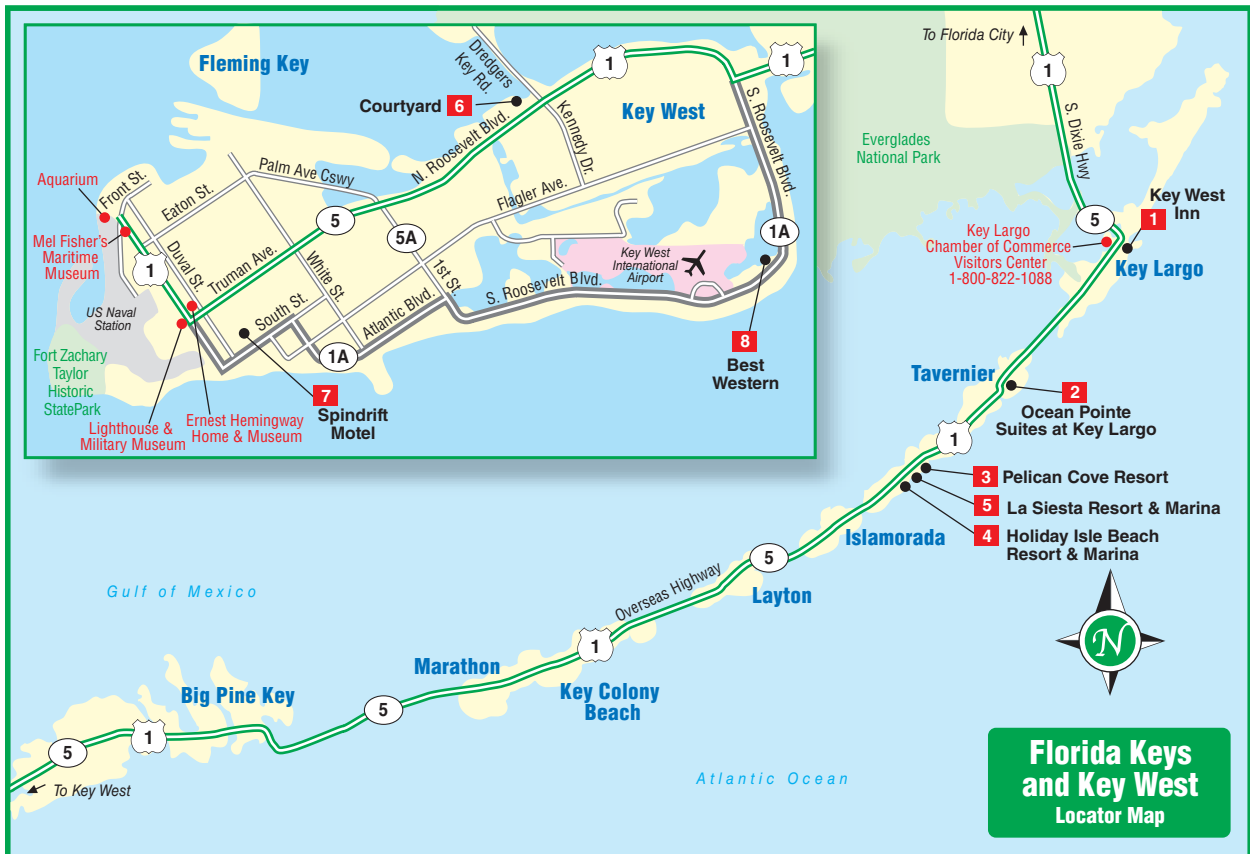 Fleming Key
Dredgers
Key Rd.
1
1
Courtyard 6
N. Roosevelt Blvd.
Kennedy Dr.
Key West
S. Roosevelt Blvd.
Aquarium
Front St.
Eaton St.
Palm Ave Cswy
Flagler Ave.
5
5A
1A
Mel Fisher's
Maritime
Museum
1
Duval St.
Truman Ave.
White St.
1st St.
Key West
International
Airport
US Naval
Station
South St.
Atlantic Blvd.
S. Roosevelt Blvd.
1A
Fort Zachary
Taylor
Historic
StatePark
8
Best
Western
7
Spindrift
Motel
Ernest Hemingway
Home & Museum
Lighthouse &
Military Museum
To Florida City
1
S. Dixie Hwy
Everglades
National Park
5
Key West
Inn
1
Key Largo
Chamber of Commerce
Visitors Center
1-800-822-1088
Key Largo
Tavernier
2
Ocean Pointe
Suites at Key Largo
1
3 Pelican Cove Resort
5 La Siesta Resort & Marina
4 Holiday Isle Beach
Resort & Marina
Islamorada
5
Layton
Overseas Highway
Gulf of Mexico
1
Key Colony
Beach
Marathon
5
Big Pine Key
1
5
To Key West
Atlantic Ocean
N
Florida Keys
and Key West
Locator Map